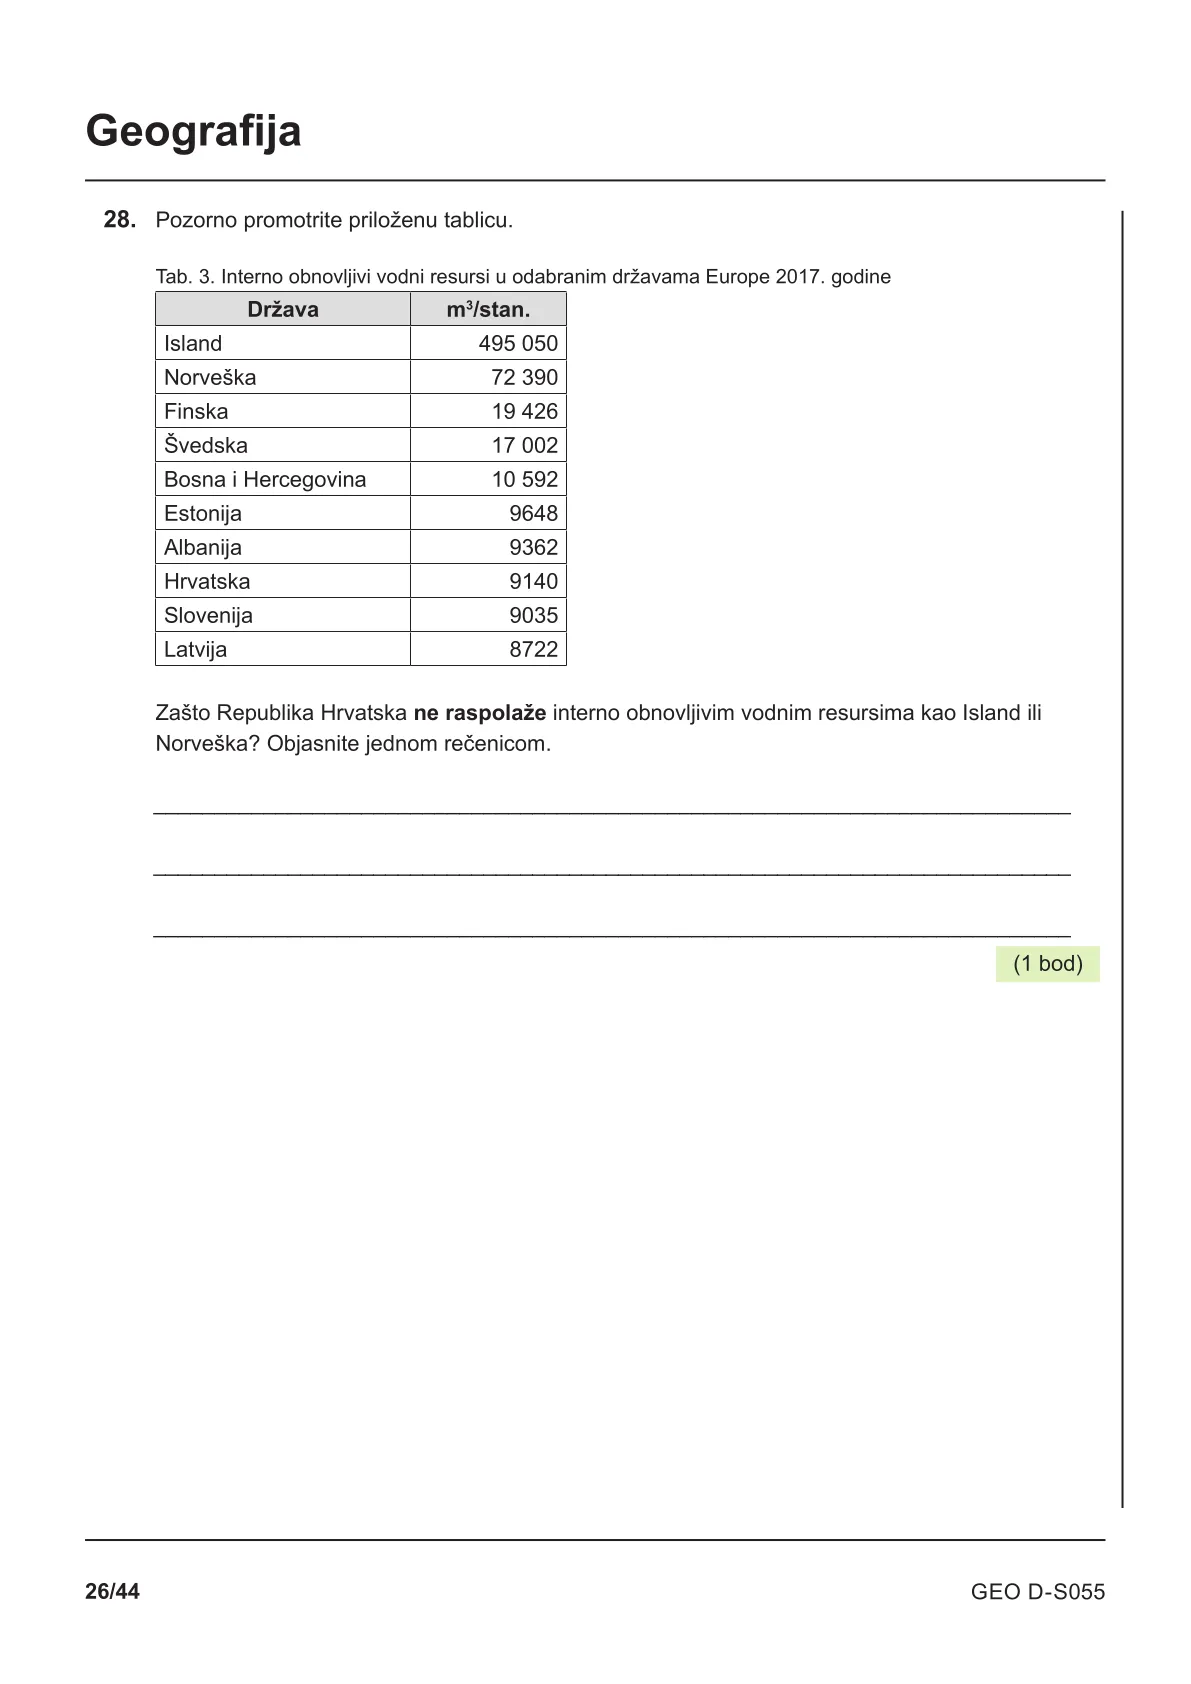 Geografija
28. Pozorno promotrite priloženu tablicu.
Tab. 3. Interno obnovljivi vodni resursi u odabranim državama Europe 2017. godine
Država m³/stan.
Island 495 050
Norveška 72 390
Finska 19 426
Švedska 17 002
Bosna i Hercegovina 10 592
Estonija 9648
Albanija 9362
Hrvatska 9140
Slovenija 9035
Latvija 8722
Zašto Republika Hrvatska ne raspolaže interno obnovljivim vodnim resursima kao Island ili
Norveška? Objasnite jednom rečenicom.
(1 bod)
26/44 GEO D-S055